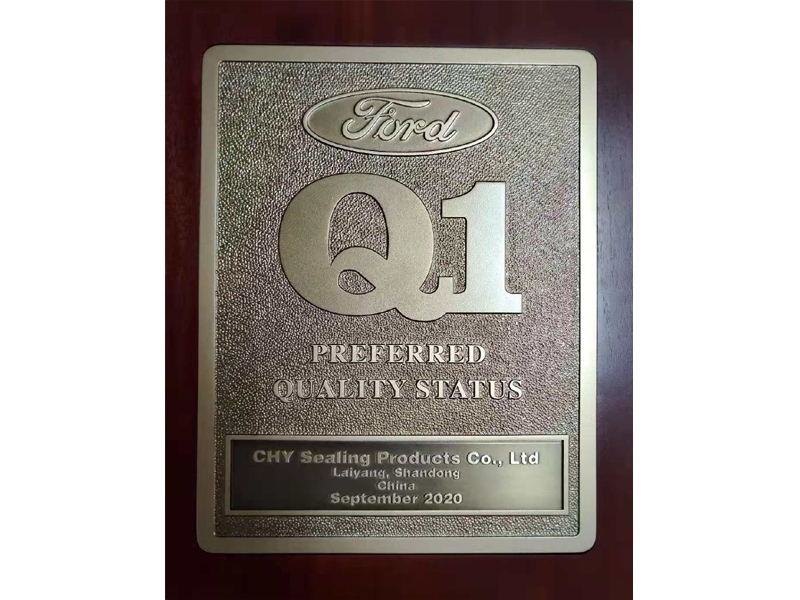 Ford
Q1
PREFERRED
QUALITY STATUS
CHY Sealing Products Co., Ltd
Laiyang, Shandong
China
September 2020